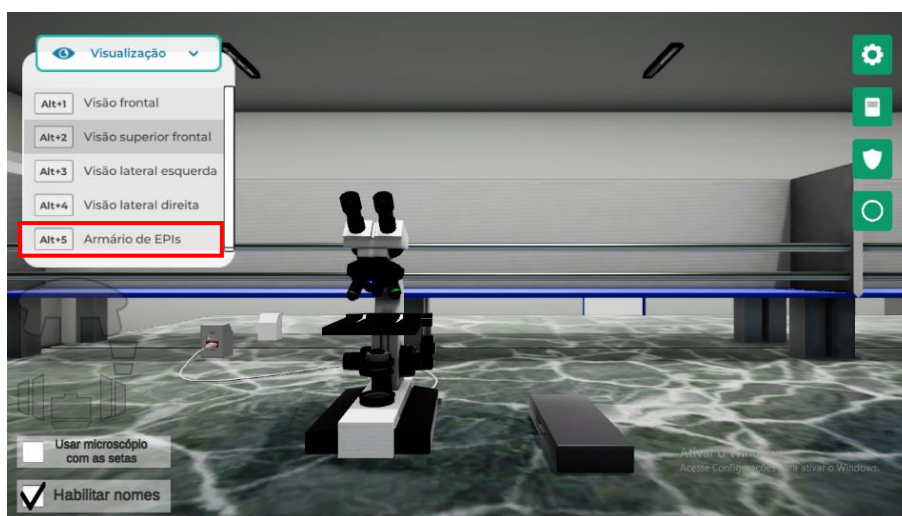 Visualização
Alt+1 Visão frontal
Alt+2 Visão superior frontal
Alt+3 Visão lateral esquerda
Alt+4 Visão lateral direita
Alt+5 Armário de EPIs
Usar microscópio
com as setas
Habilitar nomes
Ativar o Windows
Acesse Configurações para ativar o Windows.